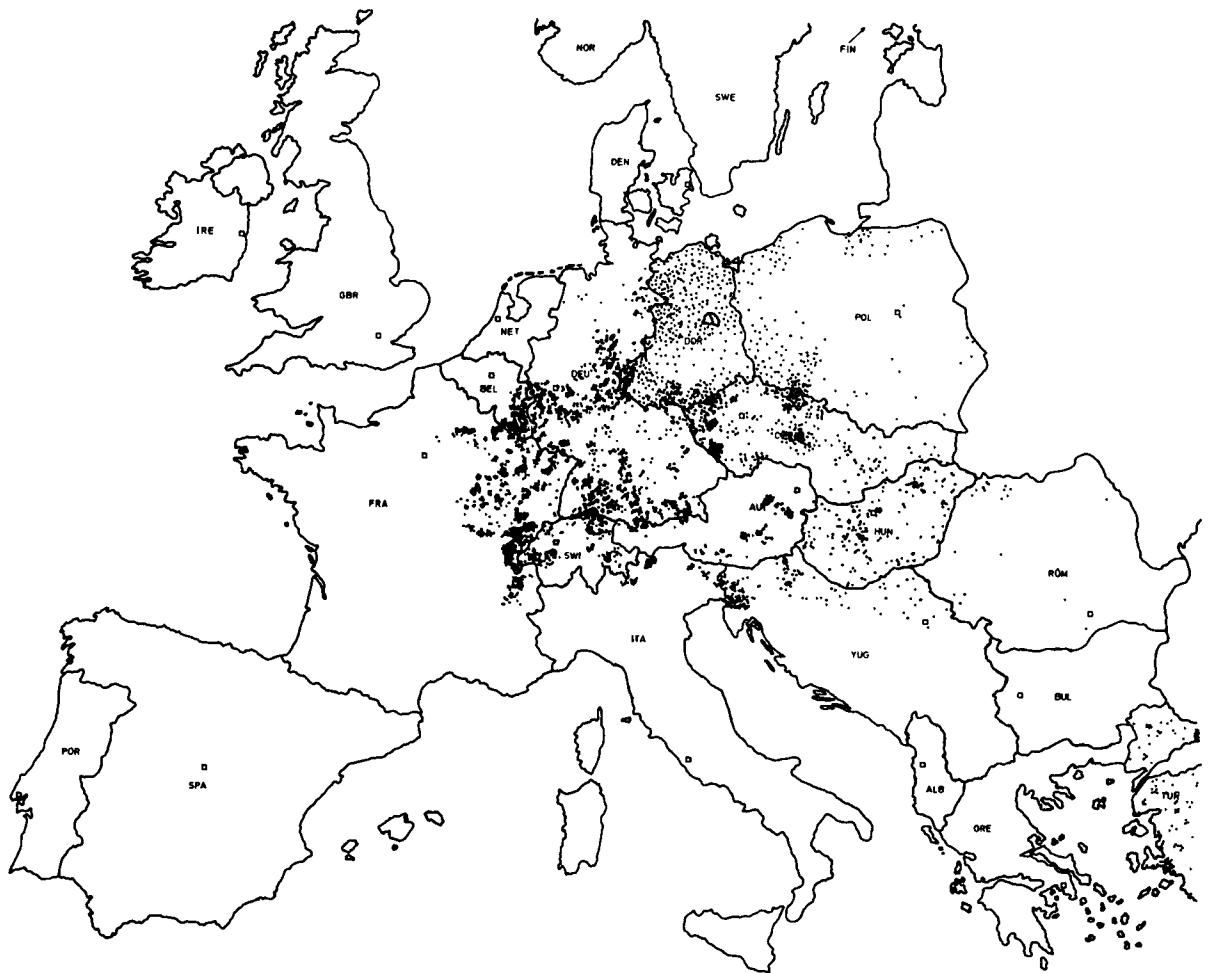 NOR
FIN
SWE
DEN
IRE
GBR
POL
NET
DDR
DEU
BEL
FRA
AUT
HUN
SWI
RÖM
ITA
YUG
BUL
POR
SPA
ALB
TUR
GRE